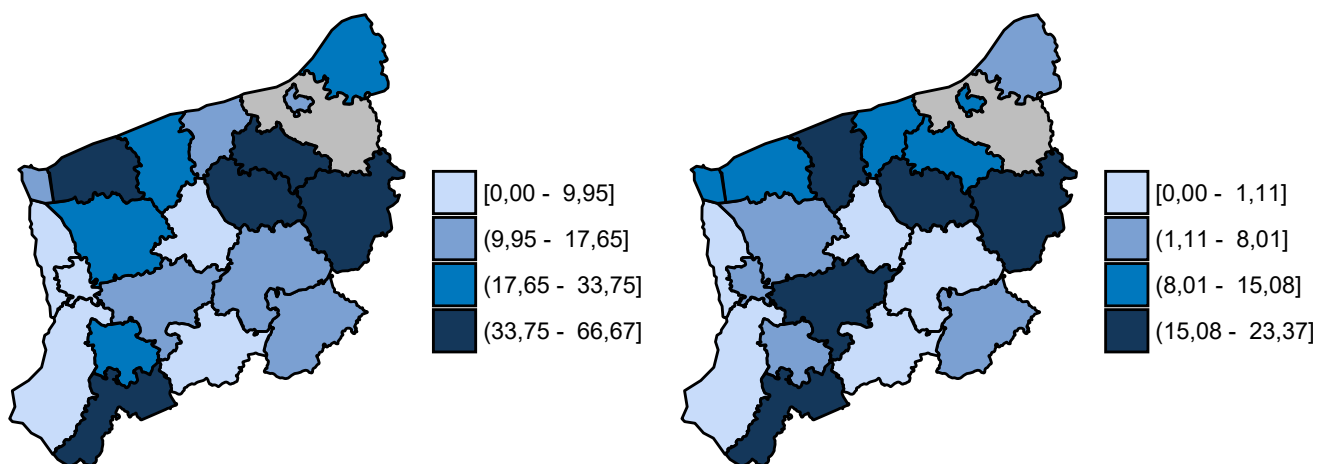 [0,00 - 9,95]
(9,95 - 17,65]
(17,65 - 33,75]
(33,75 - 66,67]
[0,00 - 1,11]
(1,11 - 8,01]
(8,01 - 15,08]
(15,08 - 23,37]